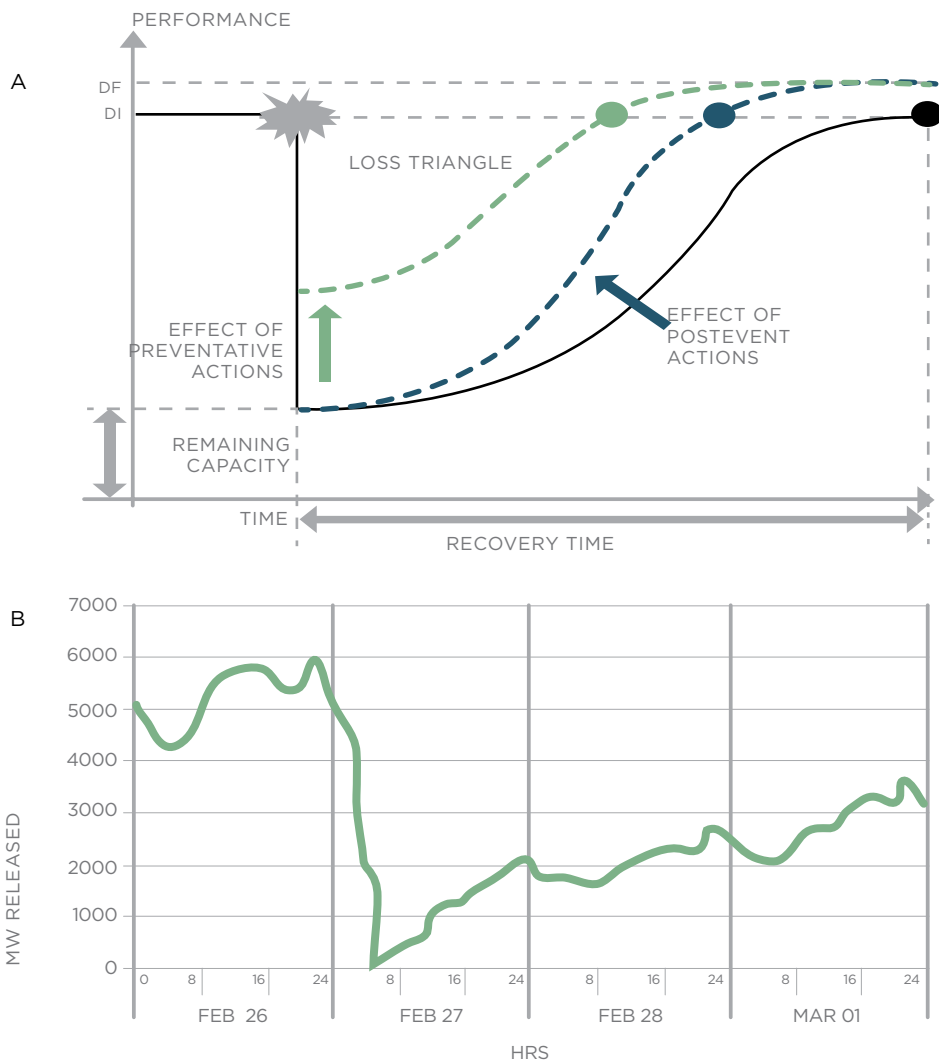 PERFORMANCE
A
DF
DI
LOSS TRIANGLE
EFFECT OF
PREVENTATIVE
ACTIONS
EFFECT OF
POSTEVENT
ACTIONS
REMAINING
CAPACITY
TIME
RECOVERY TIME
B
7000
6000
5000
4000
3000
2000
1000
0
MW RELEASED
0 8 16 24 8 16 24 8 16 24 8 16 24
FEB 26 FEB 27 FEB 28 MAR 01
HRS